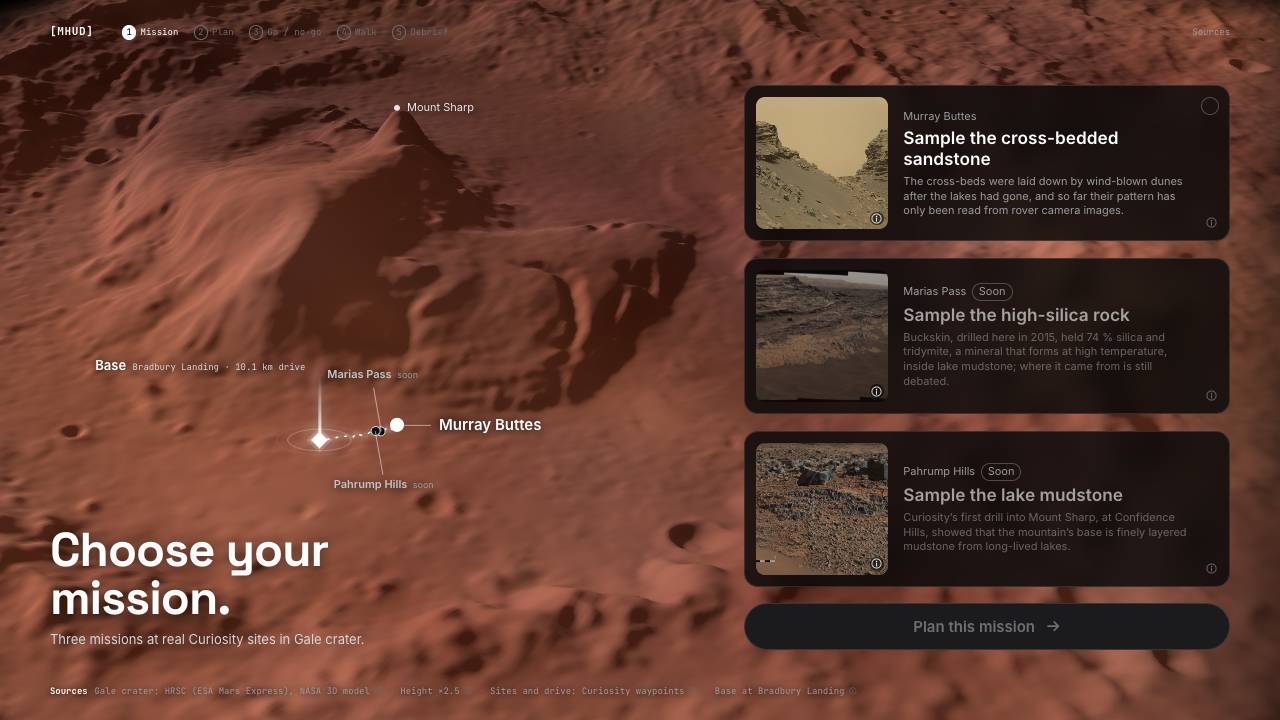 [MHUD] 1 Mission 2 Plan 3 Go / no-go 4 Walk 5 Debrief Sources
Mount Sharp
Base Bradbury Landing · 10.1 km drive
Marias Pass soon
Murray Buttes
Pahrump Hills soon
Choose your
mission.
Three missions at real Curiosity sites in Gale crater.
Murray Buttes
Sample the cross-bedded
sandstone
The cross-beds were laid down by wind-blown dunes
after the lakes had gone, and so far their pattern has
only been read from rover camera images.
Marias Pass Soon
Sample the high-silica rock
Buckskin, drilled here in 2015, held 74 % silica and
tridymite, a mineral that forms at high temperature,
inside lake mudstone; where it came from is still
debated.
Pahrump Hills Soon
Sample the lake mudstone
Curiosity's first drill into Mount Sharp, at Confidence
Hills, showed that the mountain's base is finely layered
mudstone from long-lived lakes.
Plan this mission →
Sources Gale crater: HRSC (ESA Mars Express), NASA 3D model Height ×2.5 Sites and drive: Curiosity waypoints Base at Bradbury Landing